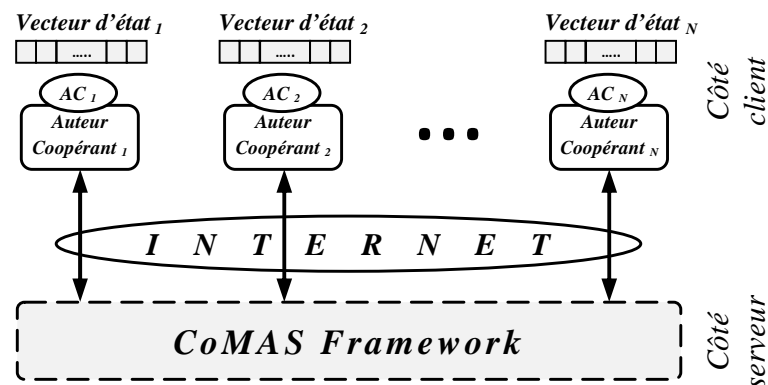 Vecteur d'état 1
Vecteur d'état 2
Vecteur d'état N
.....
.....
.....
AC 1
AC 2
AC N
Auteur
Coopérant 1
Auteur
Coopérant 2
Auteur
Coopérant N
Côté
client
I N T E R N E T
CoMAS Framework
Côté
serveur